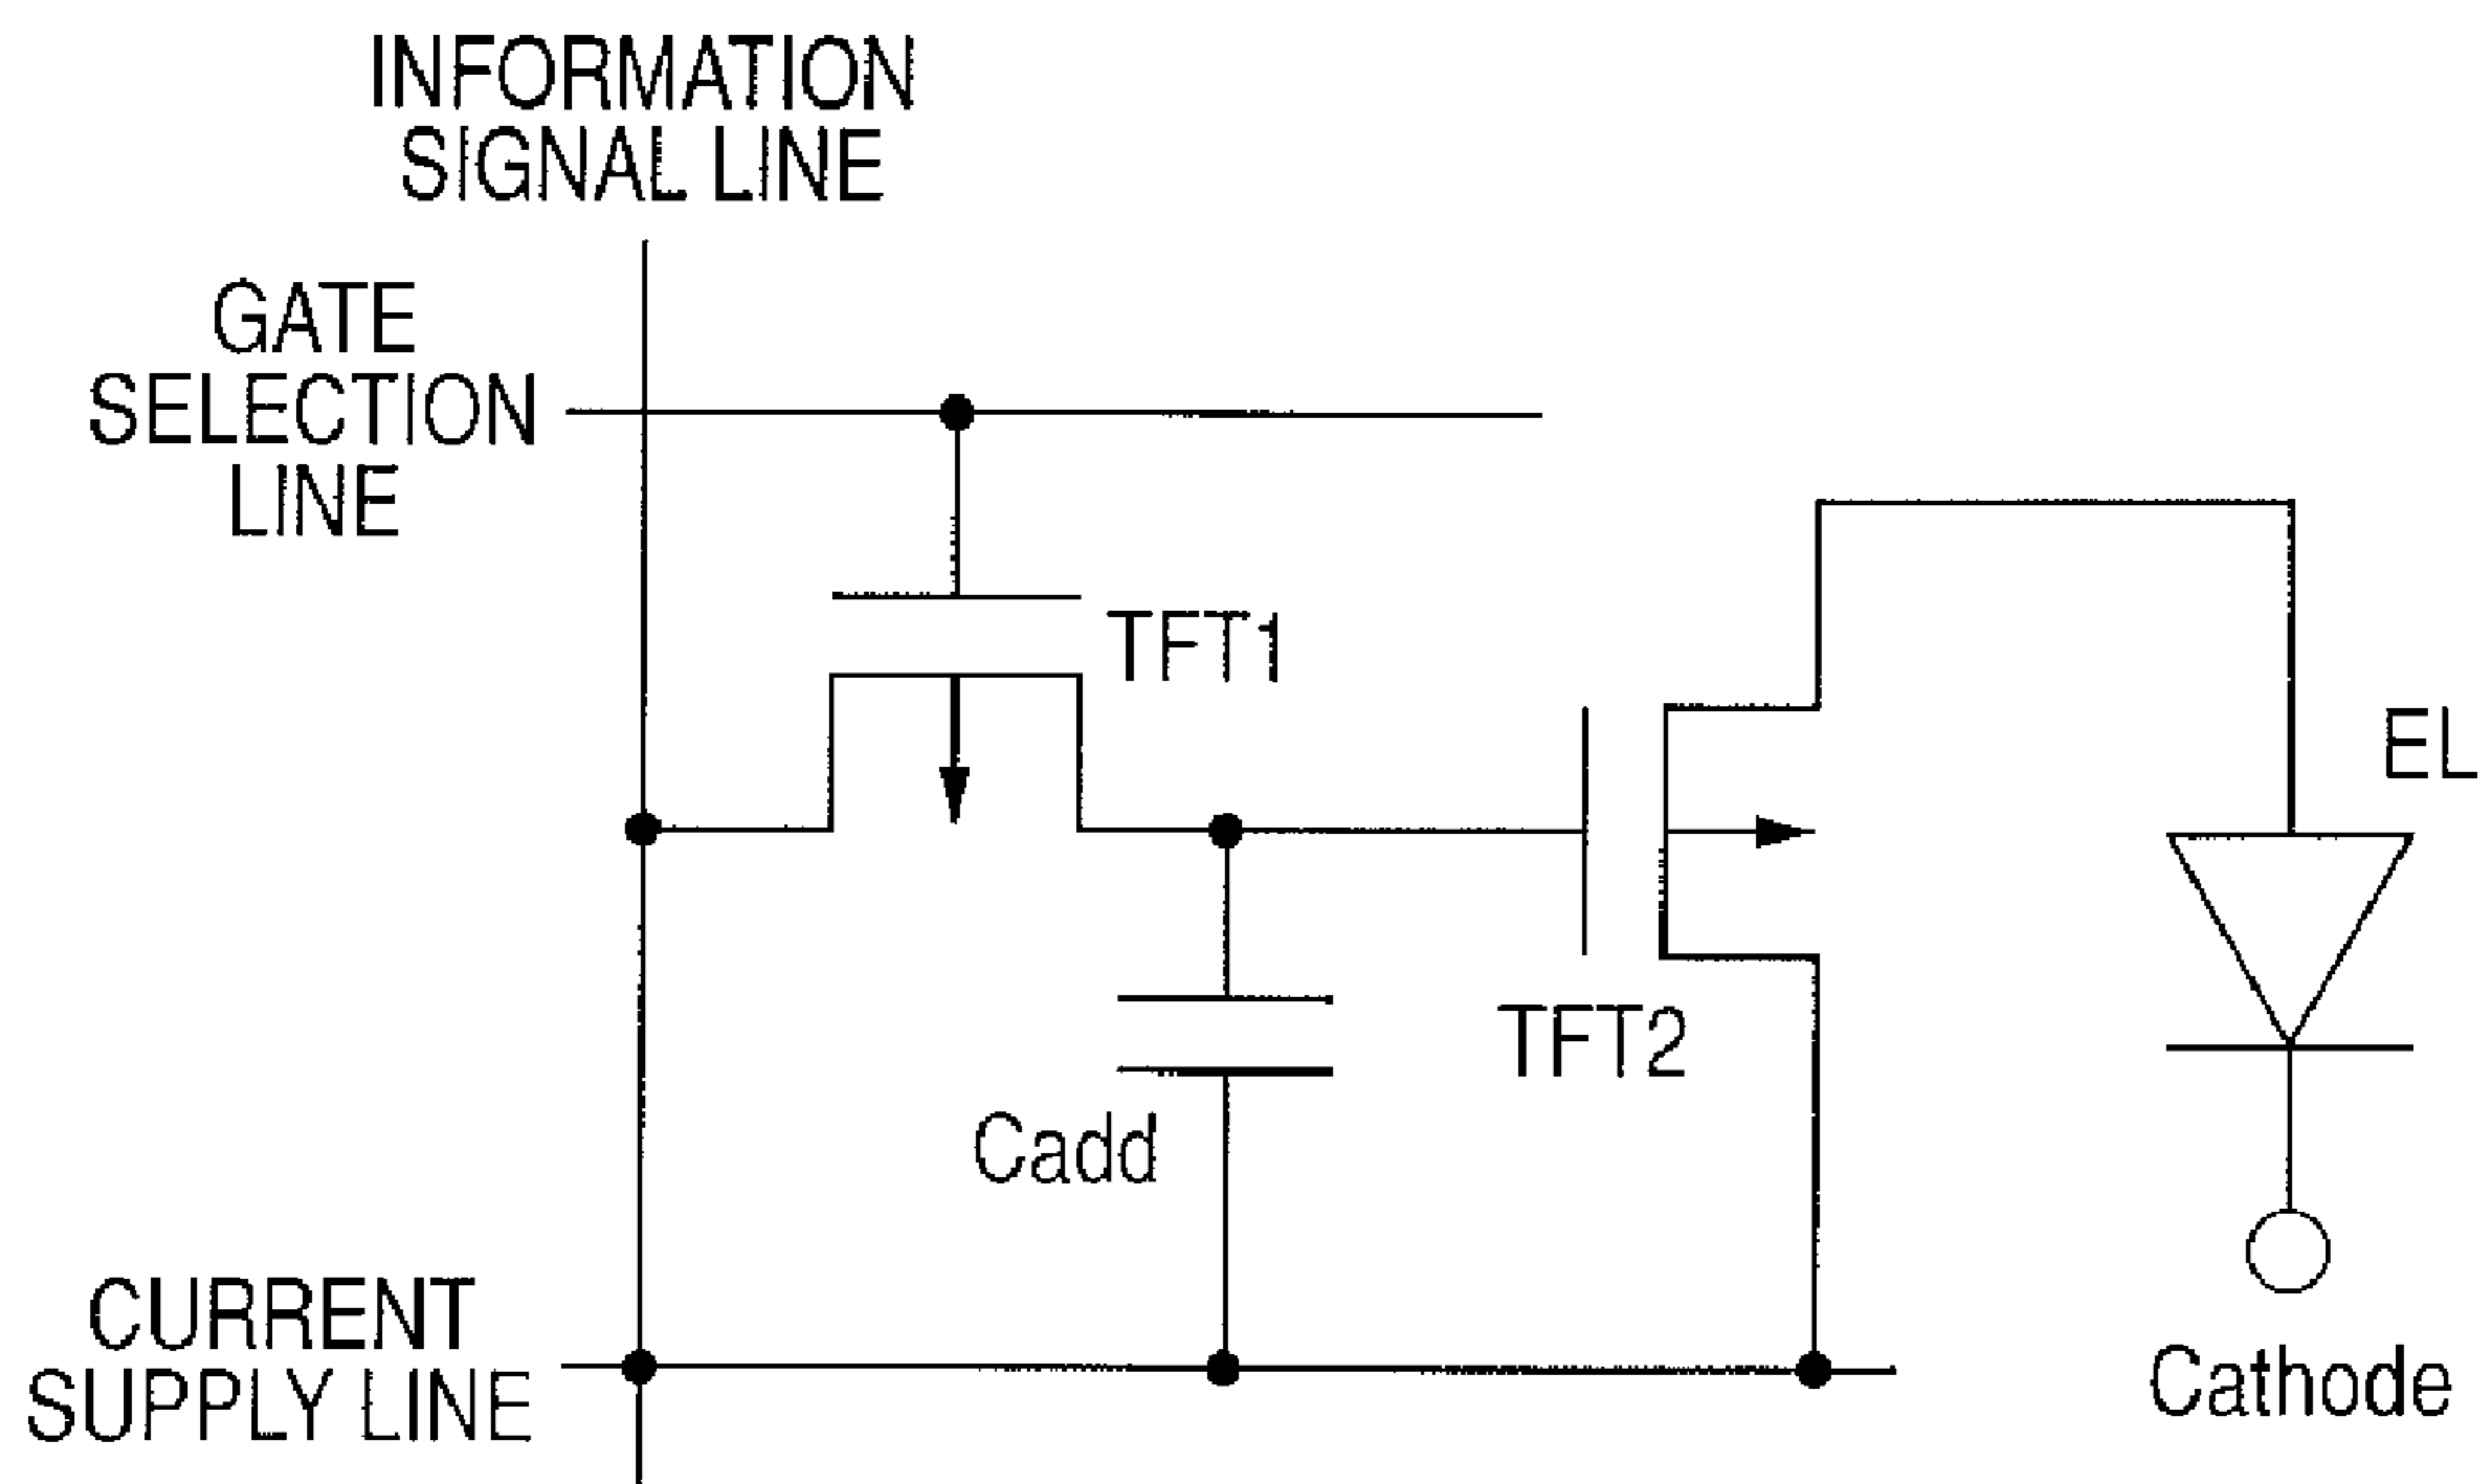 INFORMATION
SIGNAL LINE
GATE
SELECTION
LINE
TFT1
EL
TFT2
Cadd
CURRENT
SUPPLY LINE
Cathode